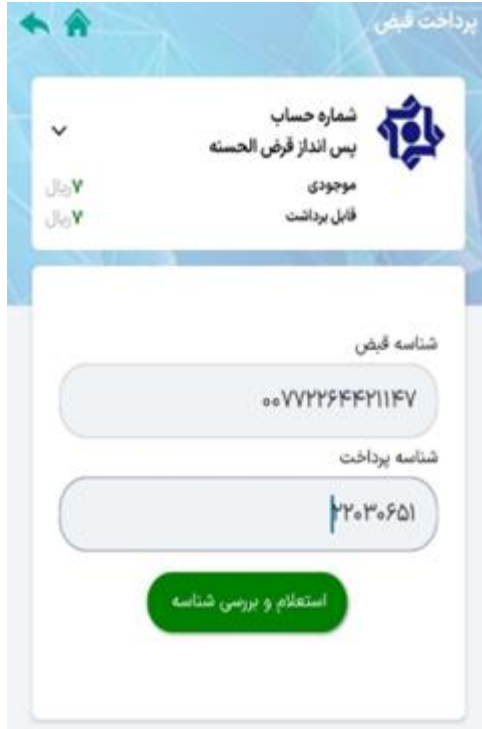 پرداخت قبض
شماره حساب
پس انداز قرض الحسنه
موجودی ۷ ریال
قابل برداشت ۷ ریال
شناسه قبض
۰۰۷۷۲۲۶۴۴۲۱۱۴۷
شناسه پرداخت
۲۲۰۳۰۶۵۱
استعلام و بررسی شناسه